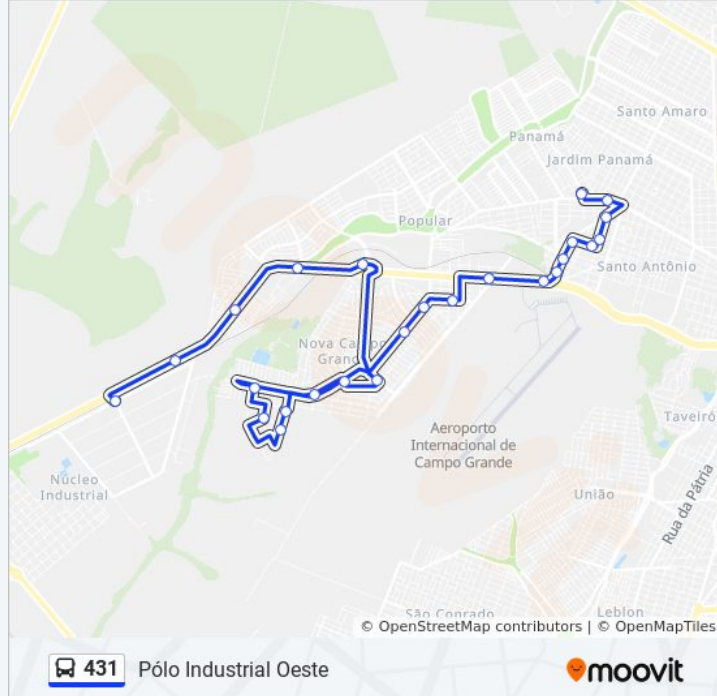 Santo Amaro
Panamá
Jardim Panamá
Popular
Santo Antônio
Nova Campo
Grande
Aeroporto
Internacional de
Campo Grande
Taveiró
Núcleo
Industrial
União
Rua da Pátria
São Conrado
Leblon
© OpenStreetMap contributors | © OpenMapTiles
431 Pólo Industrial Oeste
moovit